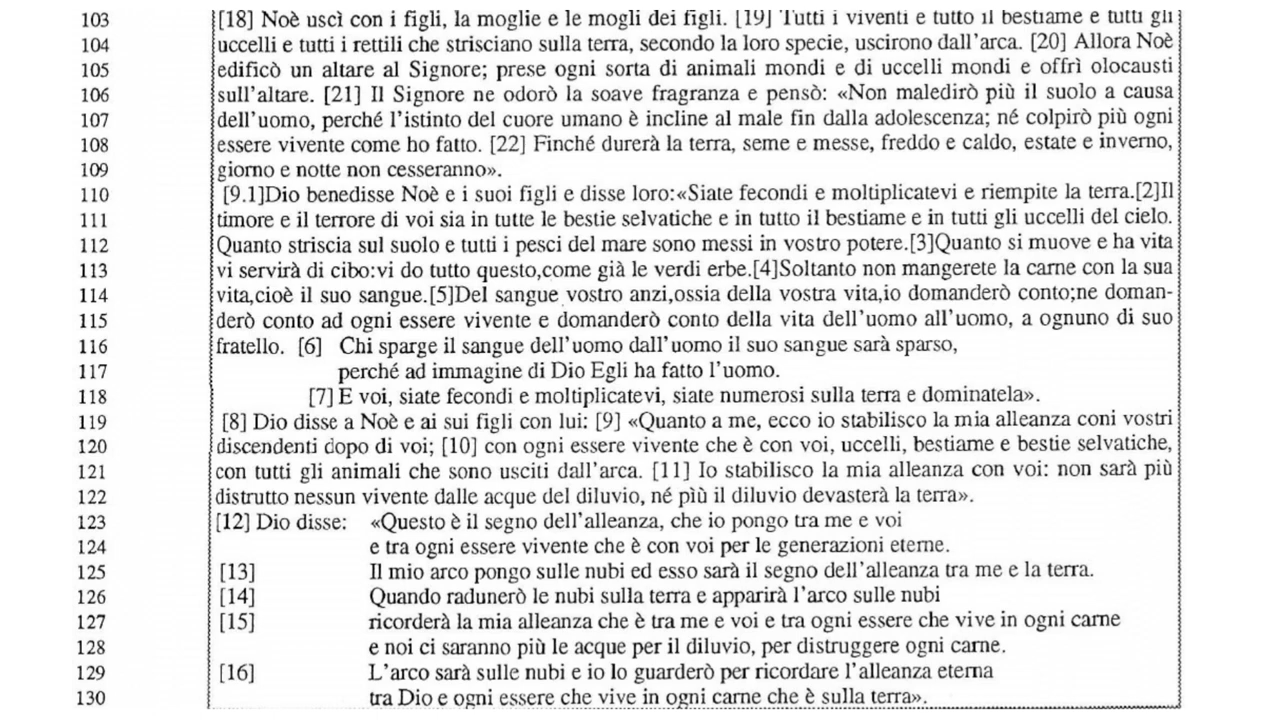 103 [18] Noè uscì con i figli, la moglie e le mogli dei figli. [19] Tutti i viventi e tutto il bestiame e tutti gli
104 uccelli e tutti i rettili che strisciano sulla terra, secondo la loro specie, uscirono dall'arca. [20] Allora Noè
105 edificò un altare al Signore; prese ogni sorta di animali mondi e di uccelli mondi e offrì olocausti
106 sull'altare. [21] Il Signore ne odorò la soave fragranza e pensò: «Non maledirò più il suolo a causa
107 dell'uomo, perché l'istinto del cuore umano è incline al male fin dalla adolescenza; né colpirò più ogni
108 essere vivente come ho fatto. [22] Finché durerà la terra, seme e messe, freddo e caldo, estate e inverno,
109 giorno e notte non cesseranno».
110 [9.1]Dio benedisse Noè e i suoi figli e disse loro:«Siate fecondi e moltiplicatevi e riempite la terra.[2]Il
111 timore e il terrore di voi sia in tutte le bestie selvatiche e in tutto il bestiame e in tutti gli uccelli del cielo.
112 Quanto striscia sul suolo e tutti i pesci del mare sono messi in vostro potere.[3]Quanto si muove e ha vita
113 vi servirà di cibo:vi do tutto questo,come già le verdi erbe.[4]Soltanto non mangerete la carne con la sua
114 vita,cioè il suo sangue.[5]Del sangue vostro anzi,ossia della vostra vita,io domanderò conto;ne doman-
115 derò conto ad ogni essere vivente e domanderò conto della vita dell'uomo all'uomo, a ognuno di suo
116 fratello. [6] Chi sparge il sangue dell'uomo dall'uomo il suo sangue sarà sparso,
117 perché ad immagine di Dio Egli ha fatto l'uomo.
118 [7] E voi, siate fecondi e moltiplicatevi, siate numerosi sulla terra e dominatela».
119 [8] Dio disse a Noè e ai sui figli con lui: [9] «Quanto a me, ecco io stabilisco la mia alleanza coni vostri
120 discendenti dopo di voi; [10] con ogni essere vivente che è con voi, uccelli, bestiame e bestie selvatiche,
121 con tutti gli animali che sono usciti dall'arca. [11] Io stabilisco la mia alleanza con voi: non sarà più
122 distrutto nessun vivente dalle acque del diluvio, né più il diluvio devasterà la terra».
123 [12] Dio disse: «Questo è il segno dell'alleanza, che io pongo tra me e voi
124 e tra ogni essere vivente che è con voi per le generazioni eterne.
125 [13] Il mio arco pongo sulle nubi ed esso sarà il segno dell'alleanza tra me e la terra.
126 [14] Quando radunerò le nubi sulla terra e apparirà l'arco sulle nubi
127 [15] ricorderà la mia alleanza che è tra me e voi e tra ogni essere che vive in ogni carne
128 e noi ci saranno più le acque per il diluvio, per distruggere ogni carne.
129 [16] L'arco sarà sulle nubi e io lo guarderò per ricordare l'alleanza eterna
130 tra Dio e ogni essere che vive in ogni carne che è sulla terra».